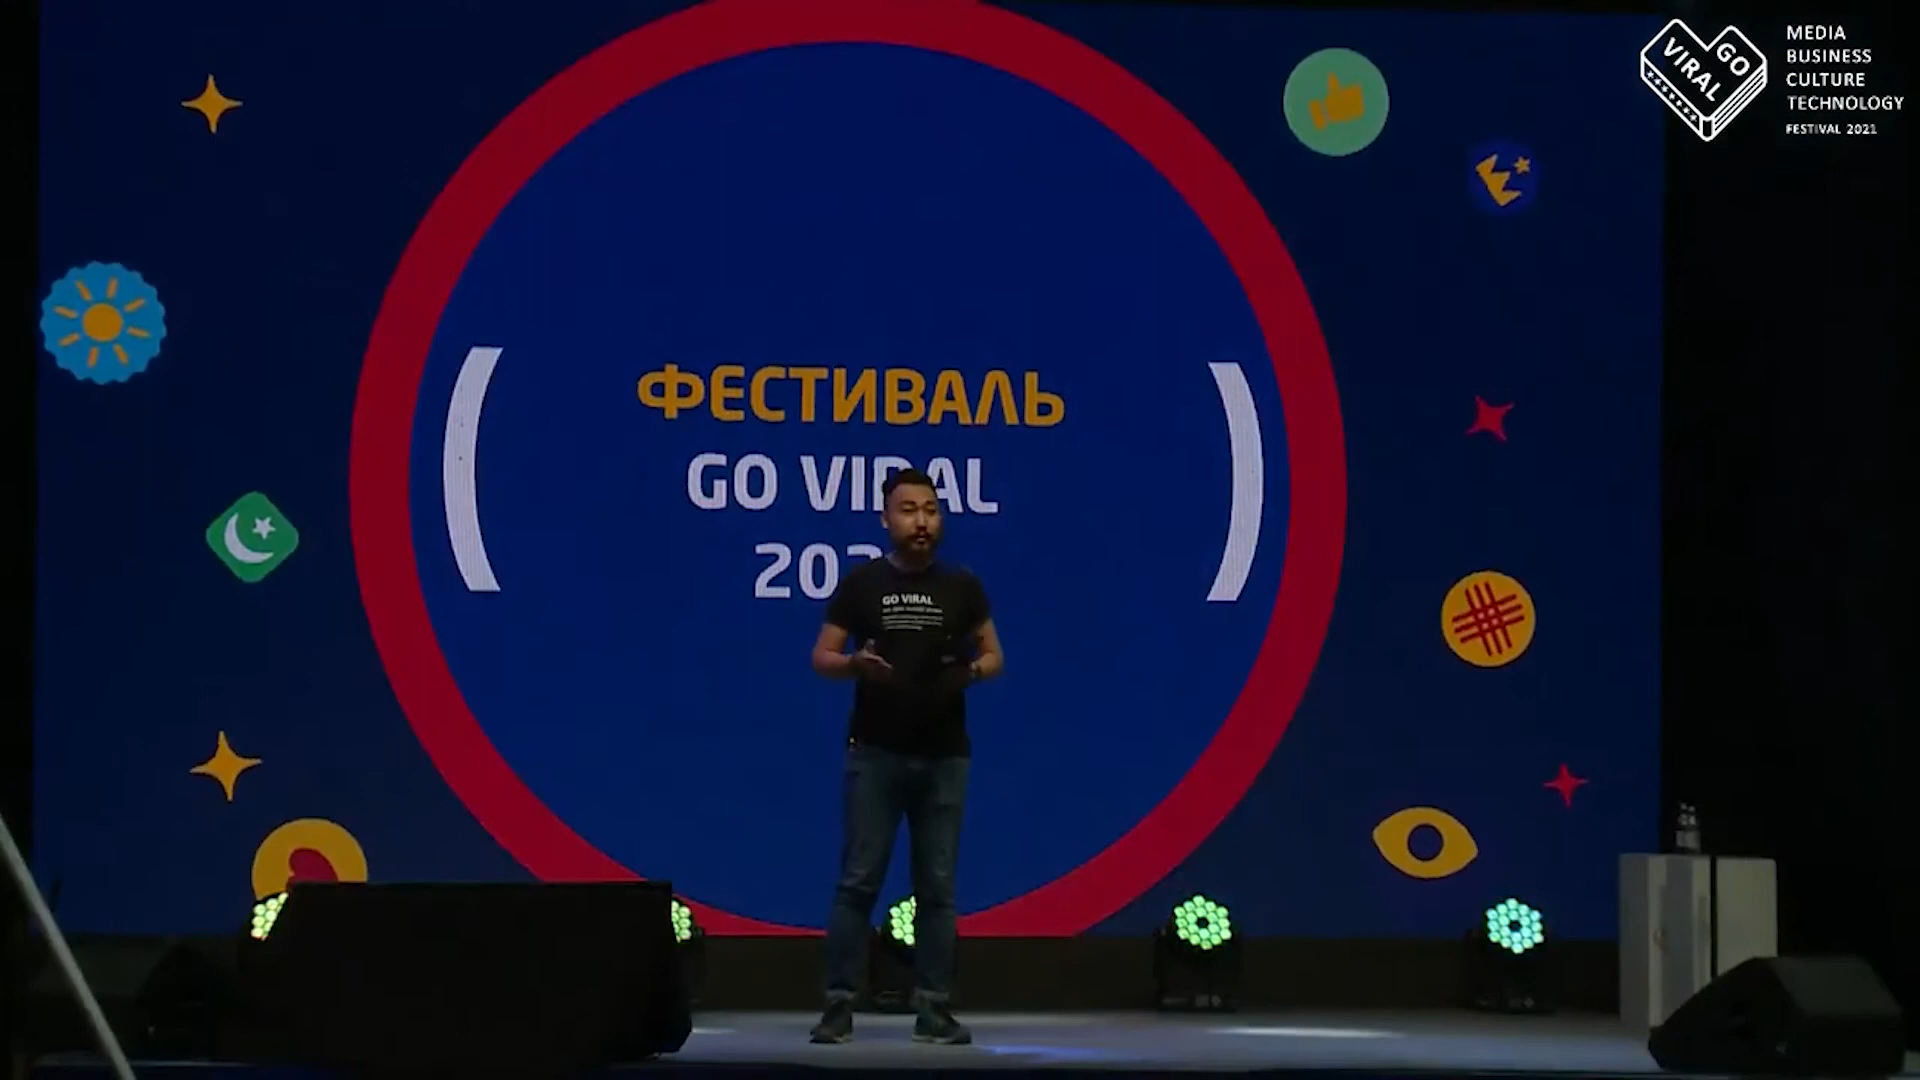 ФЕСТИВАЛЬ
GO VIRAL
GO VIRAL
MEDIA
BUSINESS
CULTURE
TECHNOLOGY
FESTIVAL 2021
VIRAL GO